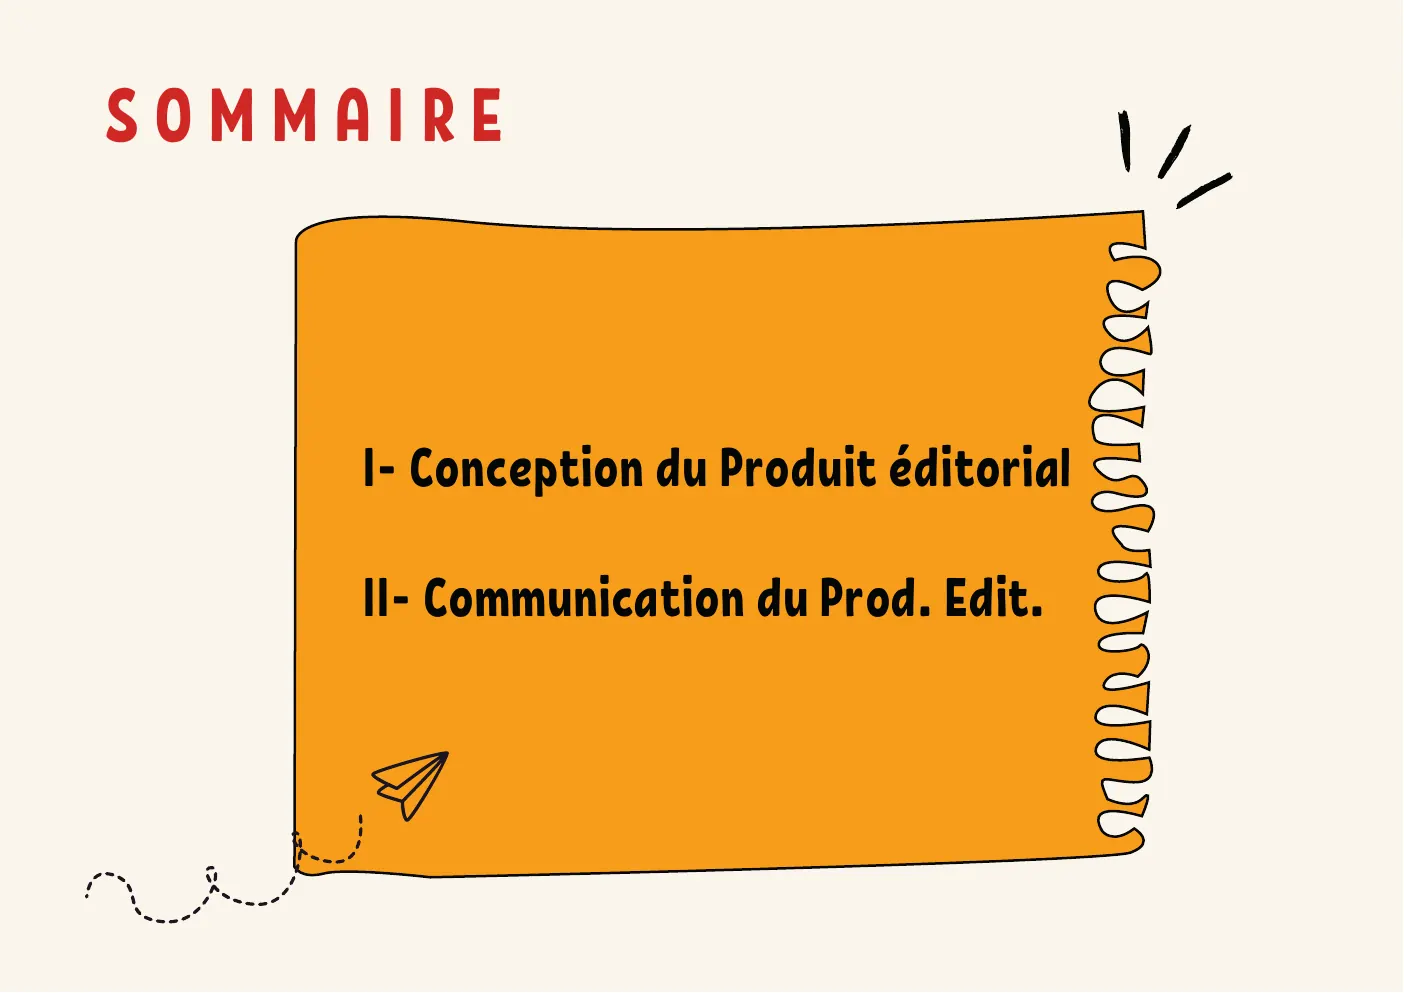 SOMMAIRE
I- Conception du Produit éditorial
II- Communication du Prod. Edit.